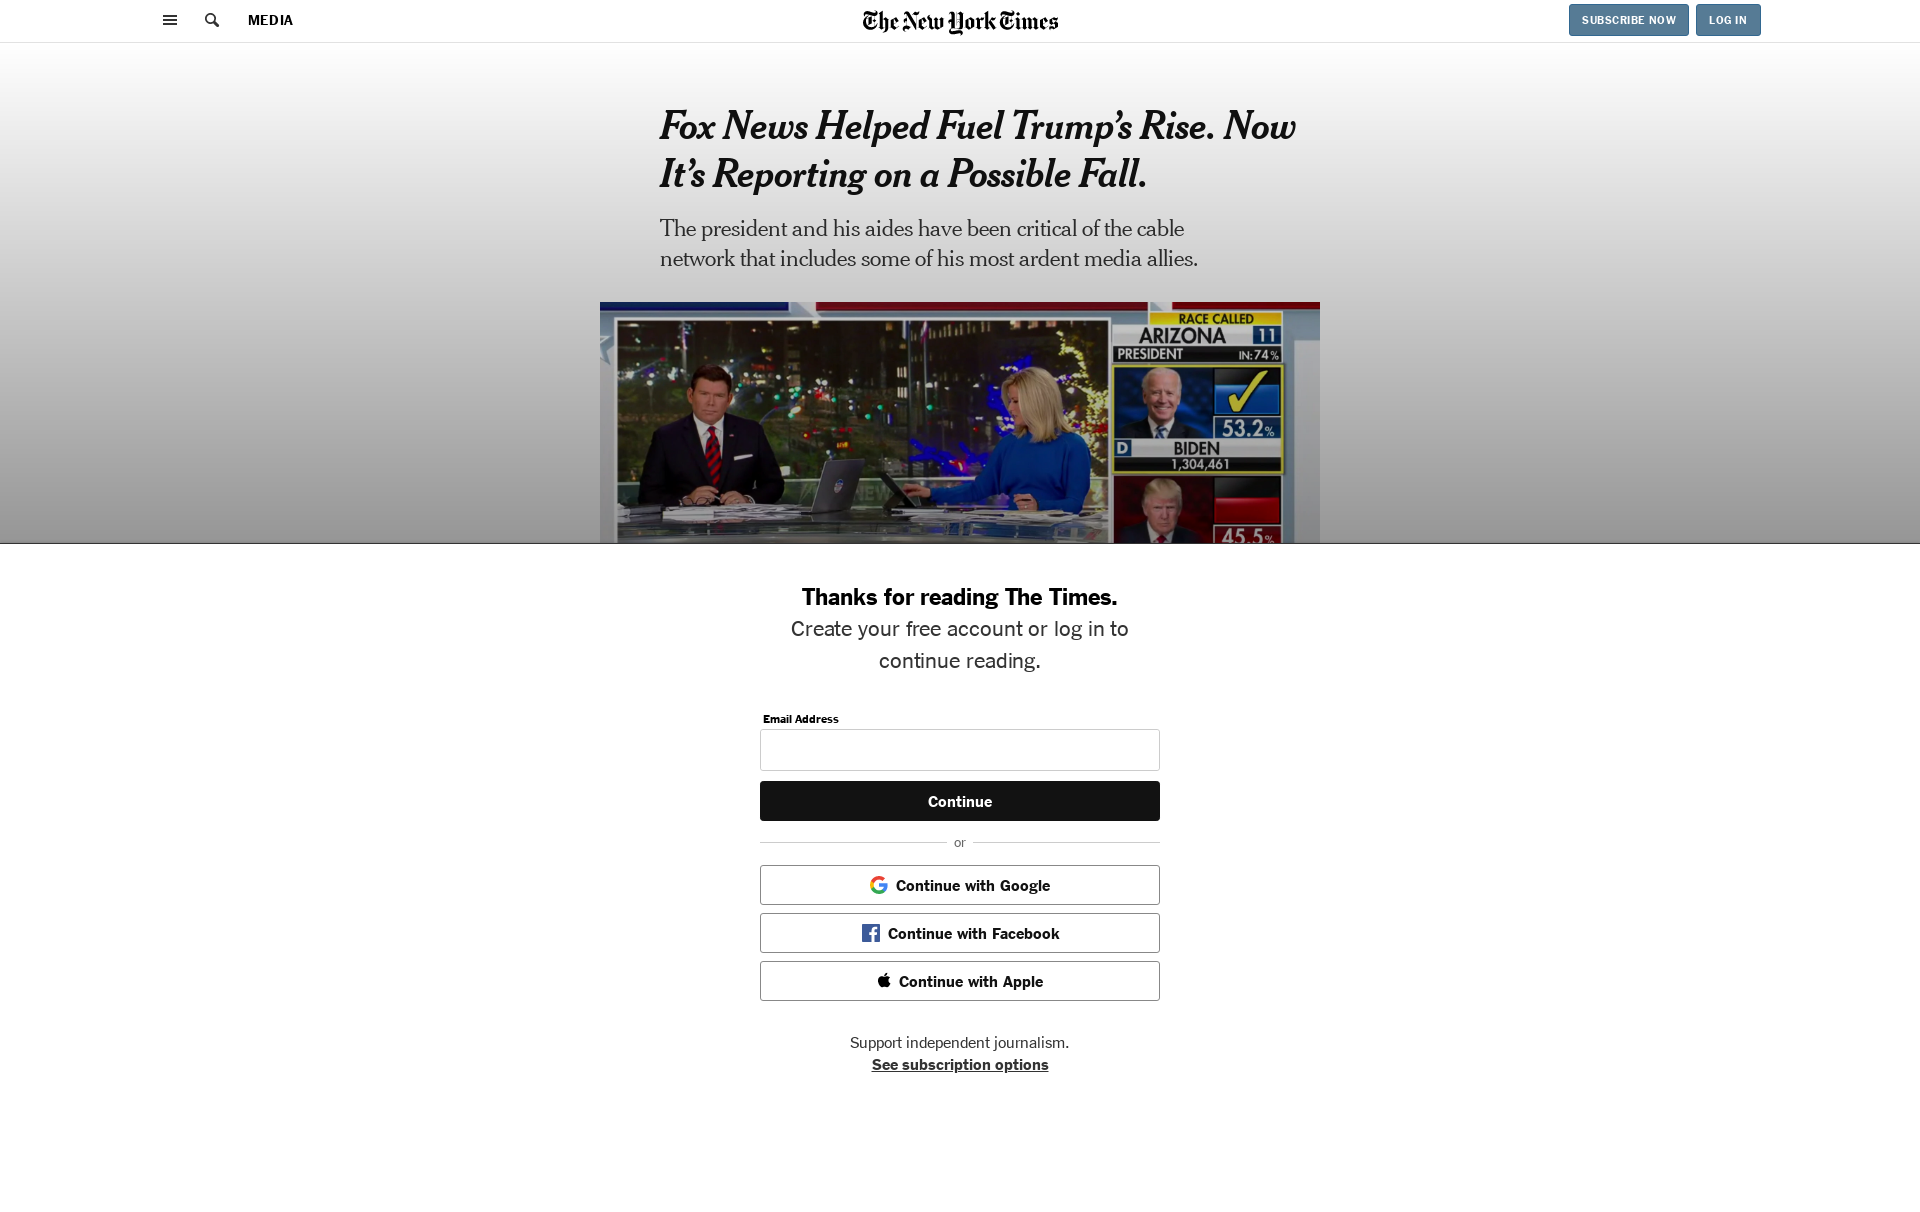 MEDIA
The New York Times
SUBSCRIBE NOW
LOG IN
Fox News Helped Fuel Trump’s Rise. Now
It’s Reporting on a Possible Fall.
The president and his aides have been critical of the cable
network that includes some of his most ardent media allies.
RACE CALLED
ARIZONA 11
PRESIDENT IN: 74%
53.2%
D BIDEN
1,304,461
45.5%
Thanks for reading The Times.
Create your free account or log in to
continue reading.
Email Address
Continue
or
Continue with Google
Continue with Facebook
Continue with Apple
Support independent journalism.
See subscription options